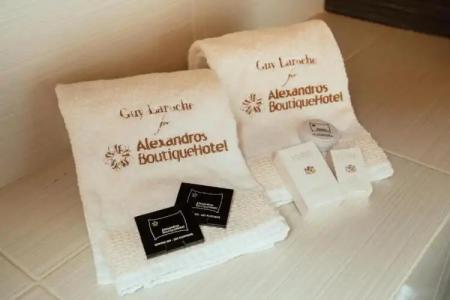 Guy Laroche
for
Alexandros
BoutiqueHotel
Guy Laroche
for
Alexandros
BoutiqueHotel